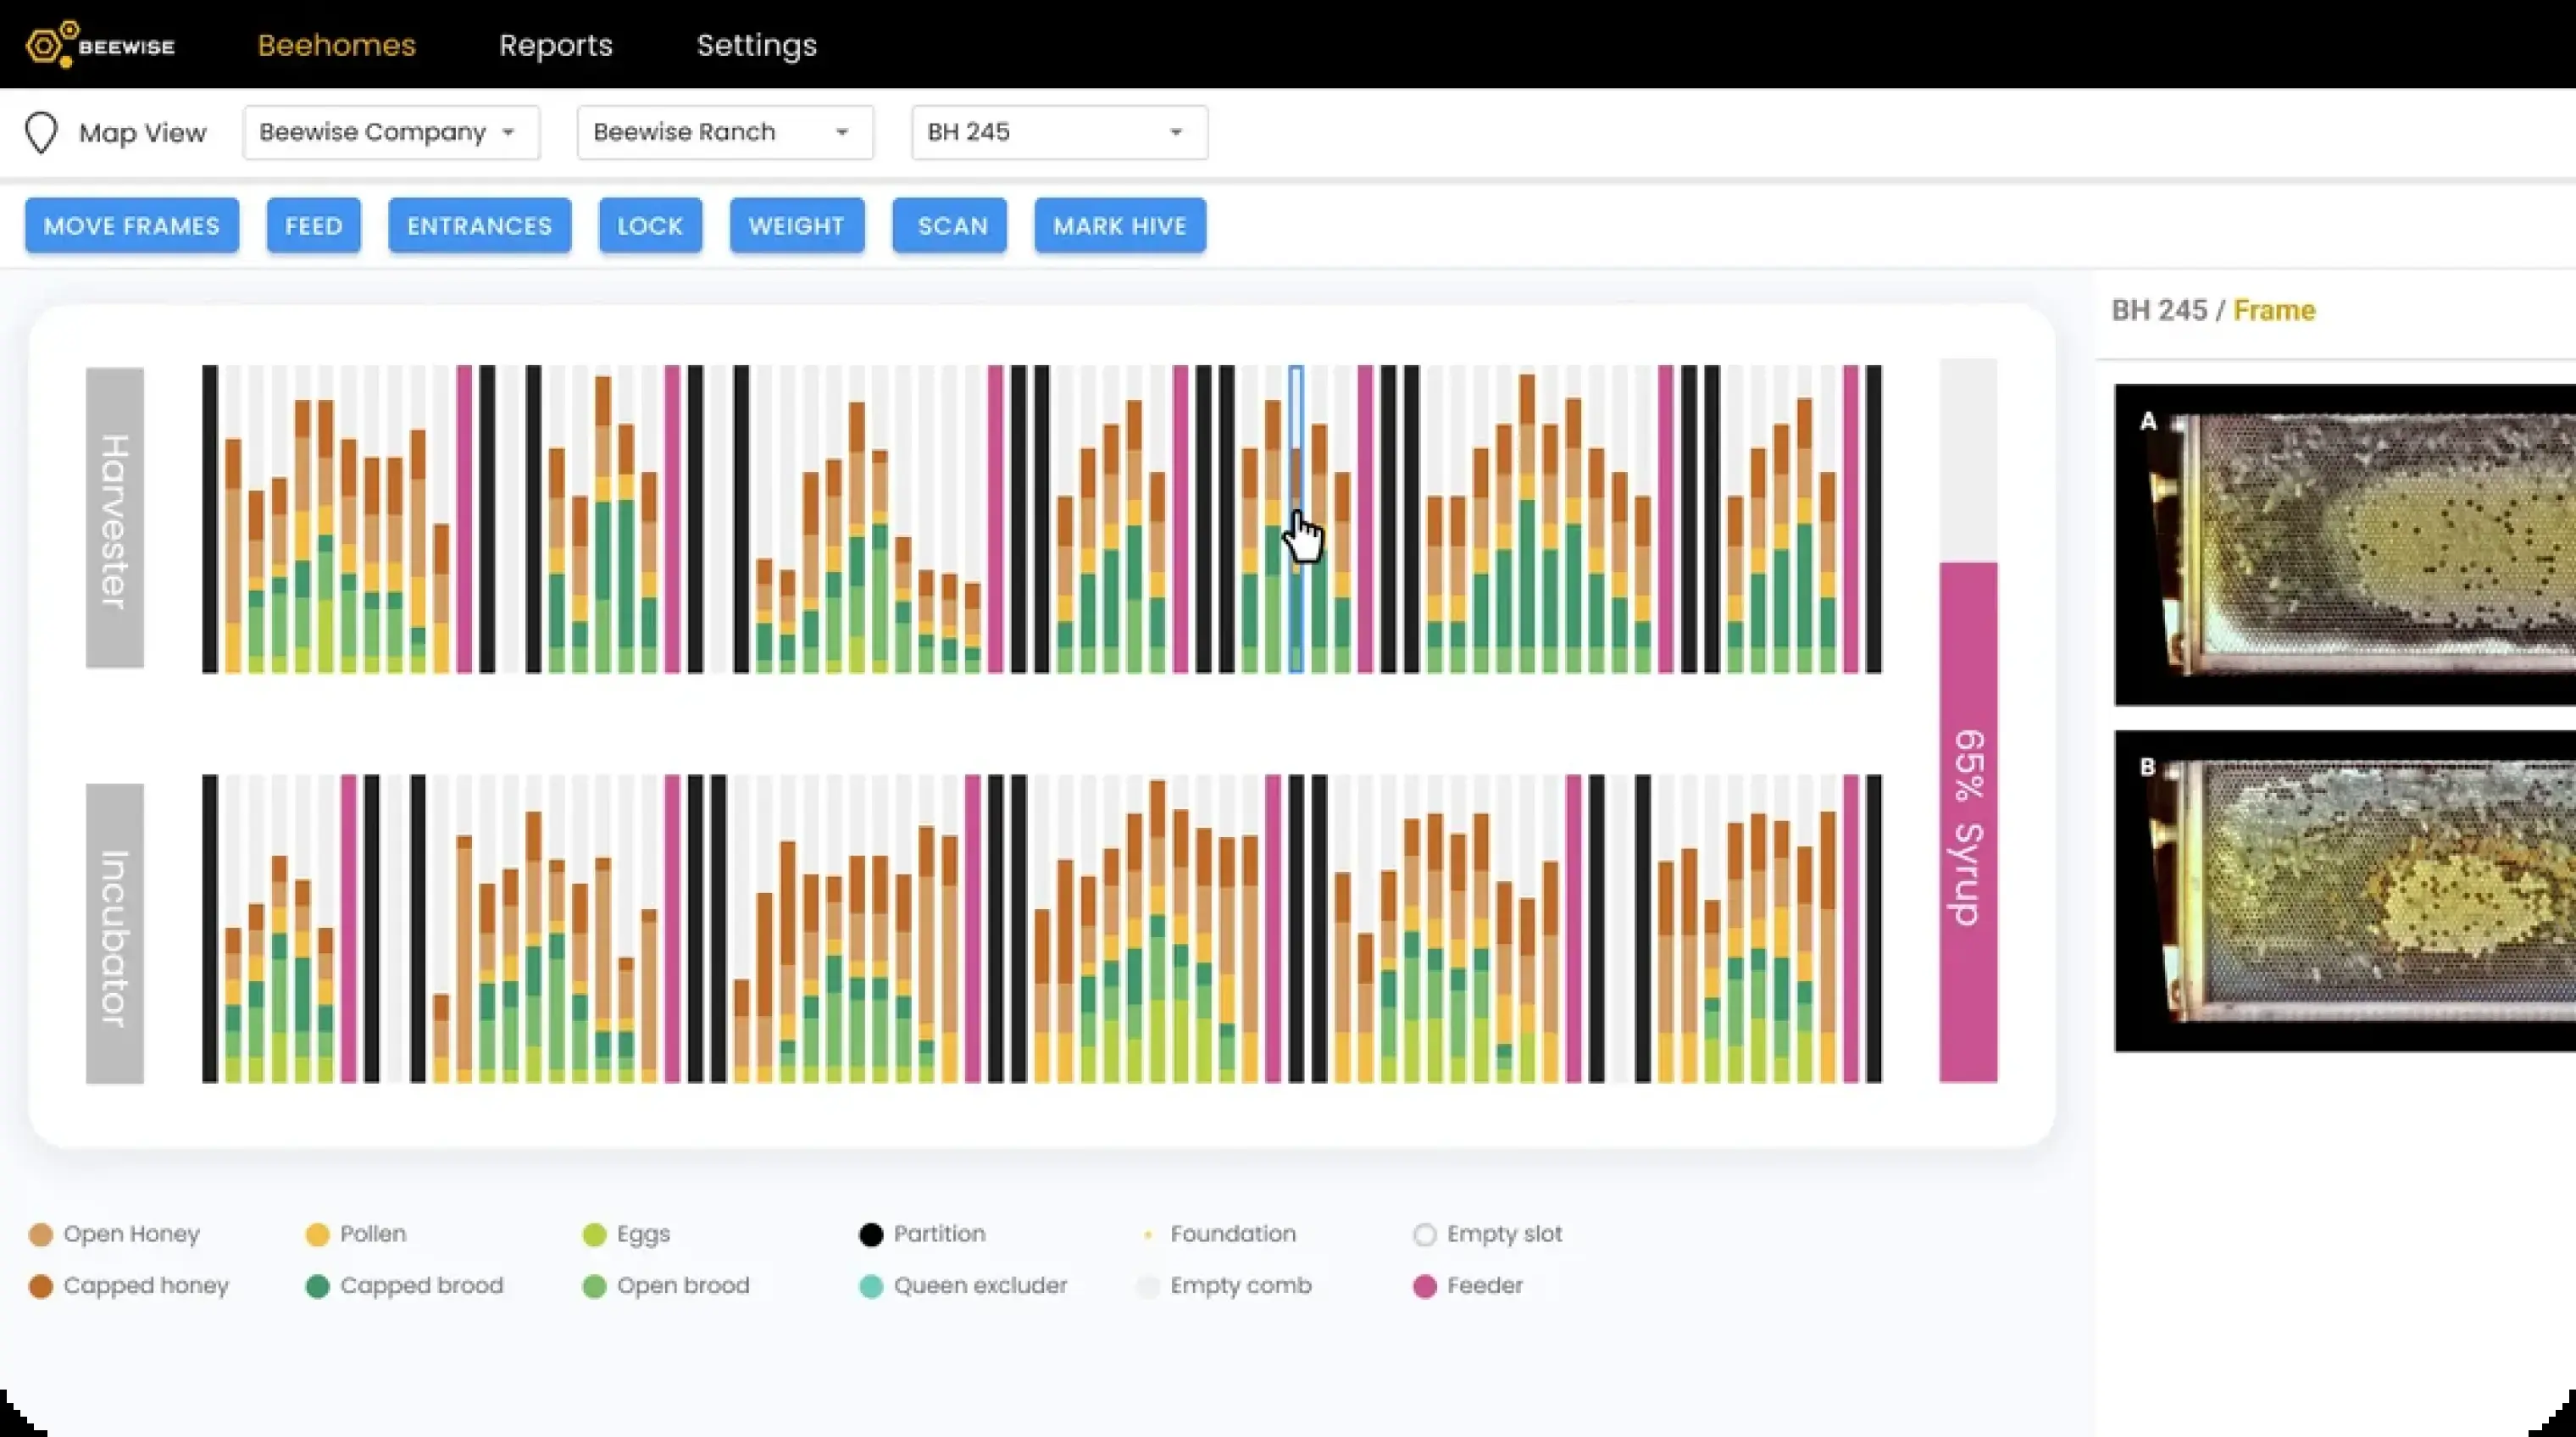 BEEWISE Beehomes Reports Settings
Map View Beewise Company Beewise Ranch BH 245
MOVE FRAMES FEED ENTRANCES LOCK WEIGHT SCAN MARK HIVE
BH 245 / Frame
Harvester
A
65% Syrup
B
Incubator
Open Honey Pollen Eggs Partition Foundation Empty slot
Capped honey Capped brood Open brood Queen excluder Empty comb Feeder